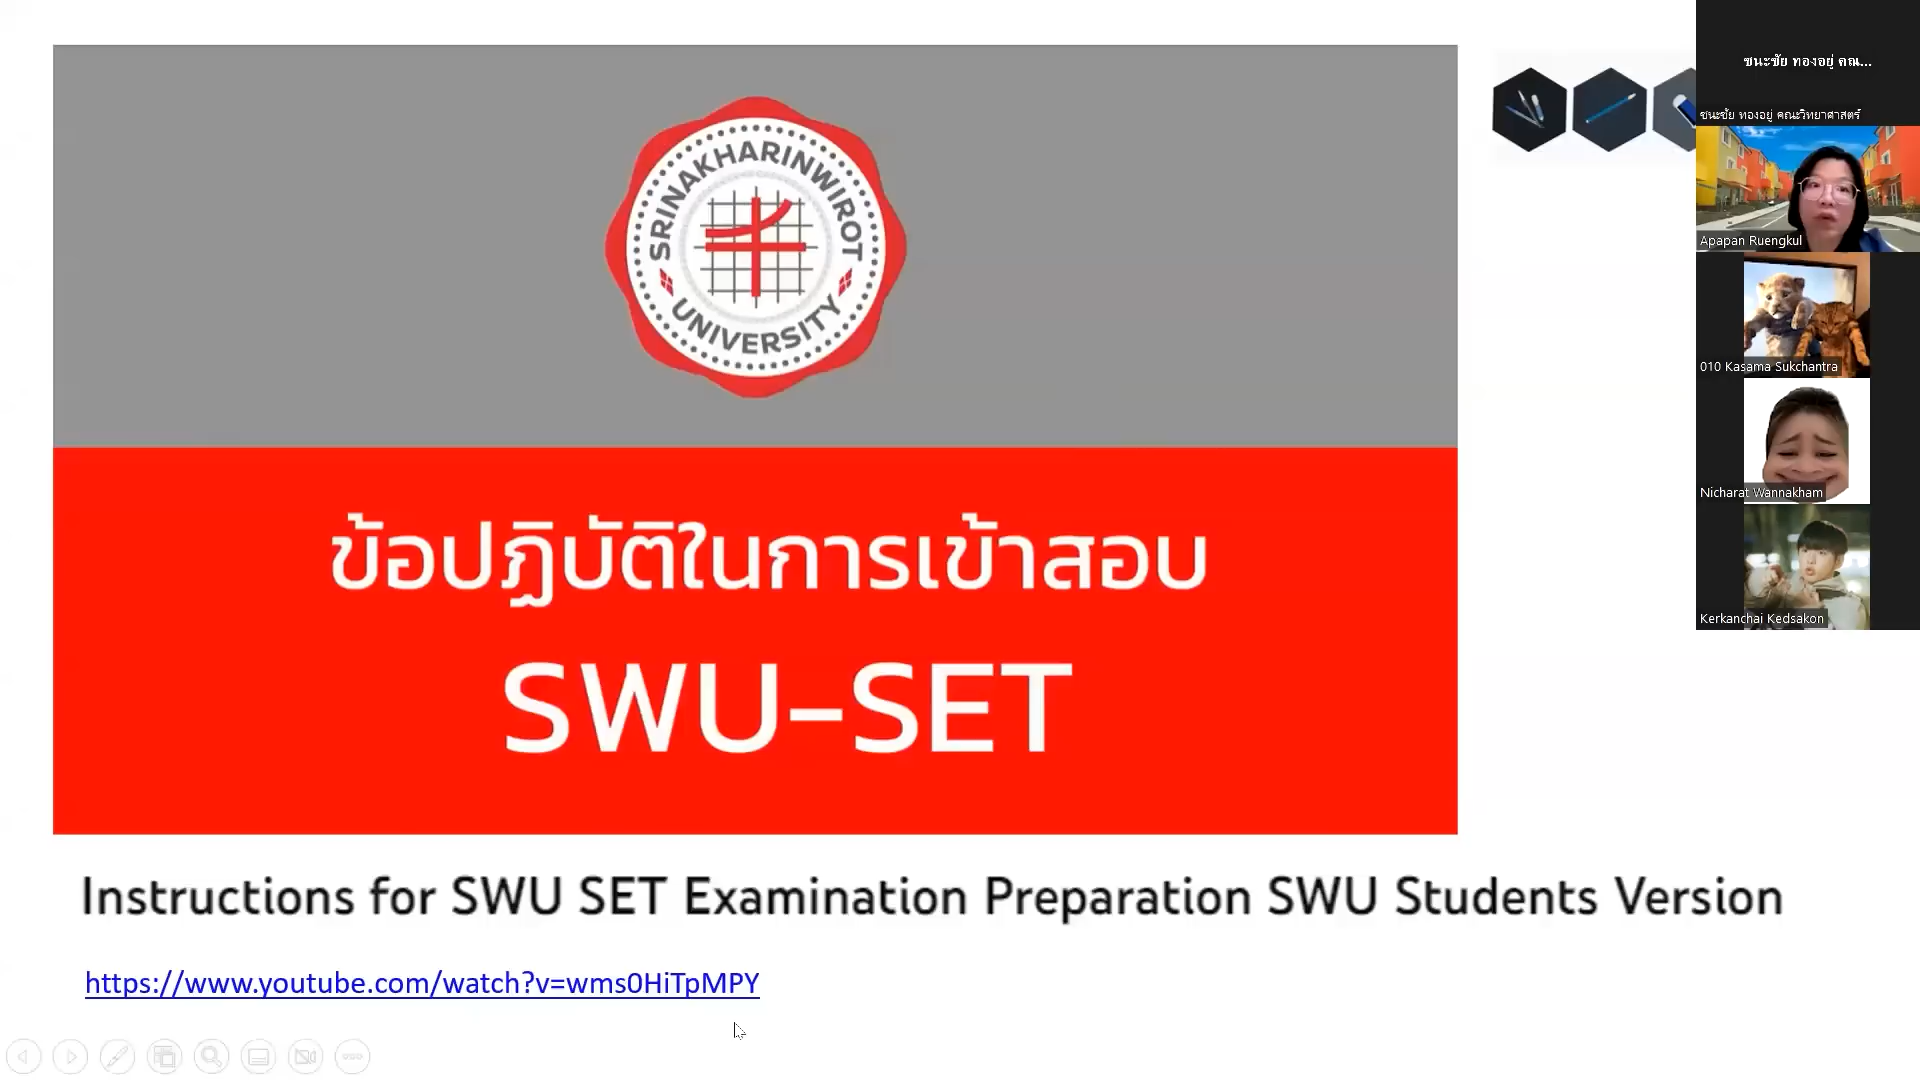 SRINAKHARINWIROT
UNIVERSITY
ข้อปฏิบัติในการเข้าสอบ
SWU-SET
Instructions for SWU SET Examination Preparation SWU Students Version
https://www.youtube.com/watch?v=wms0HiTpMPY
ชนะชัย ทองอยู่ คณ...
ชนะชัย ทองอยู่ คณะวิทยาศาสตร์
Apapan Ruengkul
010 Kasama Sukchantra
Nicharat Wannakham
Kerkanchai Kedsakon